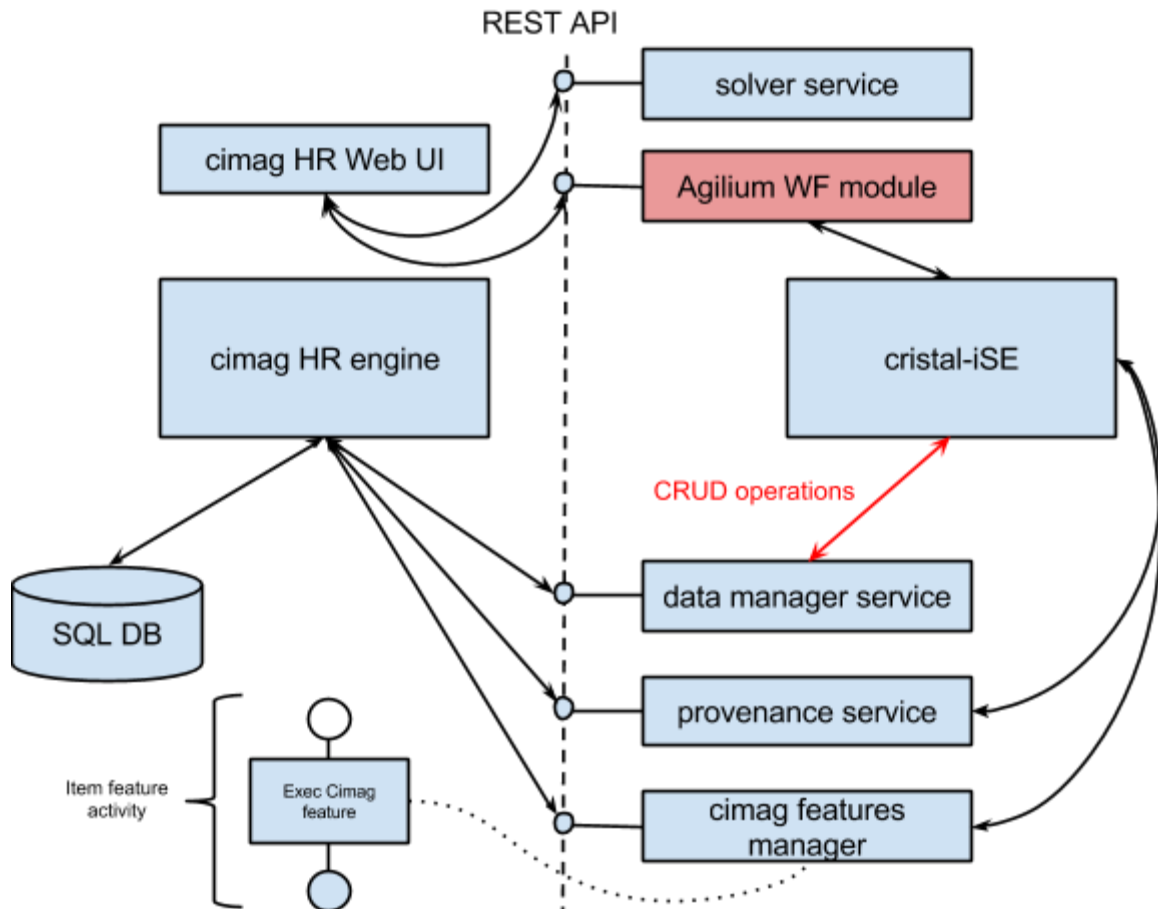 REST API
solver service
cimag HR Web UI
Agilium WF module
cimag HR engine
cristal-iSE
CRUD operations
data manager service
SQL DB
provenance service
Item feature
activity
Exec Cimag
feature
cimag features
manager